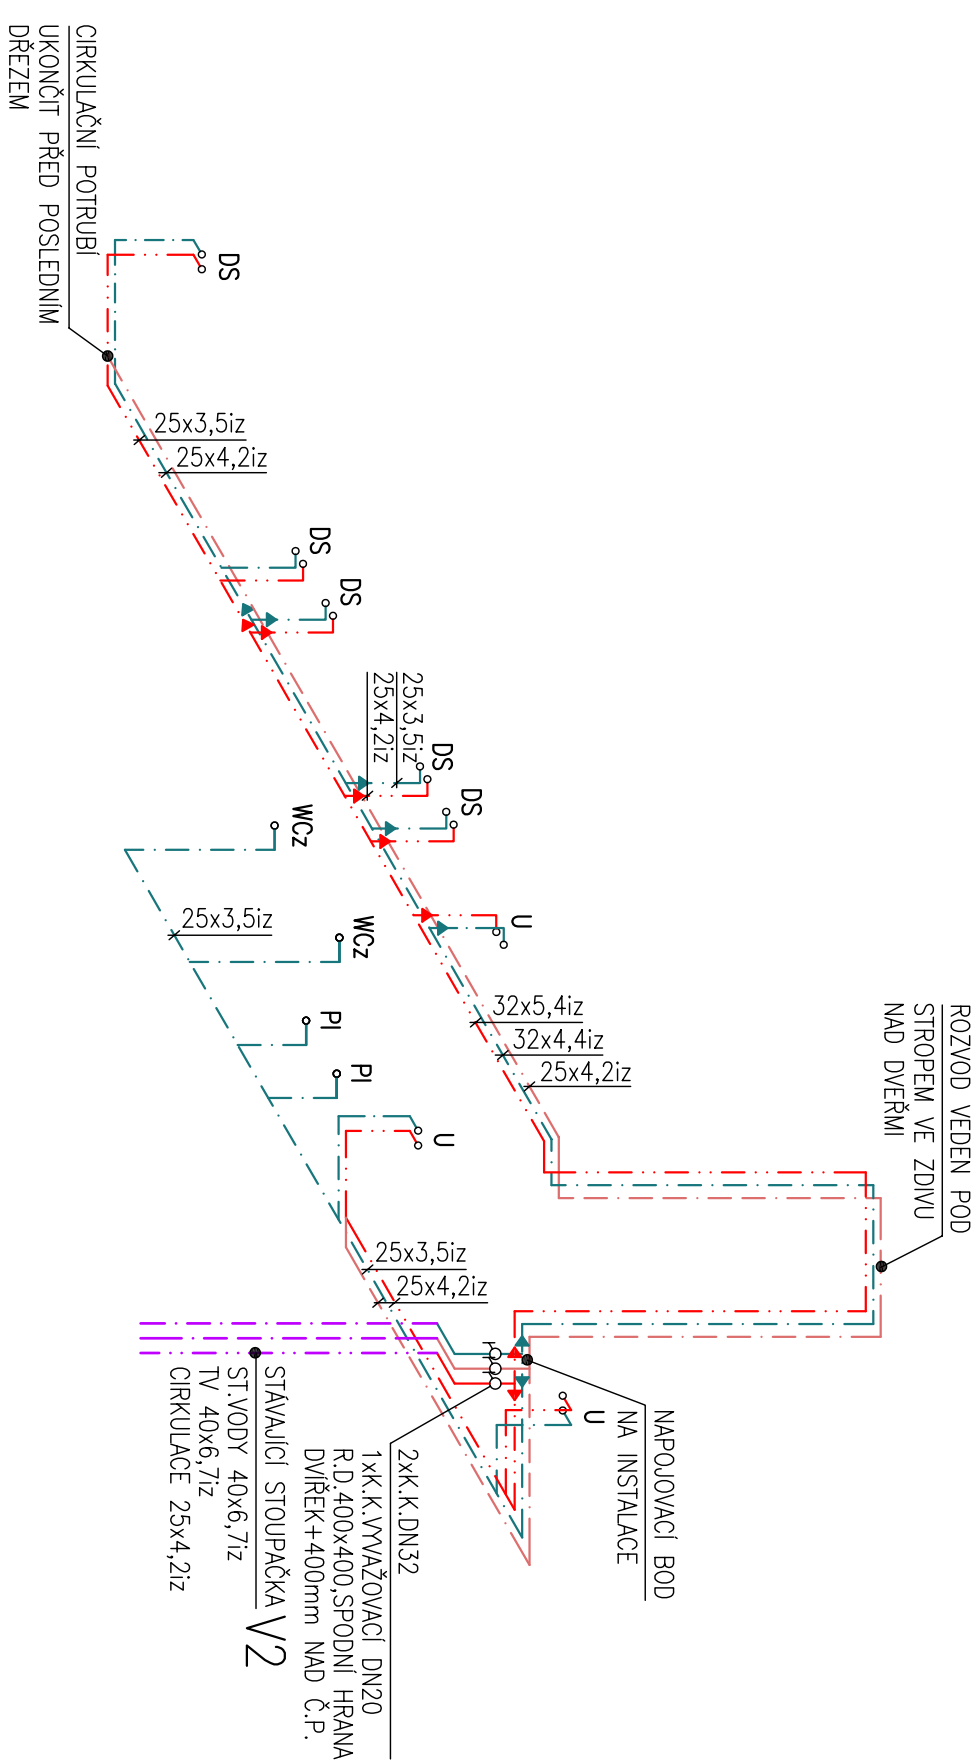 CIRKULAČNÍ POTRUBÍ
UKONČIT PŘED POSLEDNÍM
DŘEZEM
DS
25x3,5iz
25x4,2iz
DS
DS
25x3,5iz
25x4,2iz
DS
DS
U
WCz
WCz
25x3,5iz
PI
PI
U
32x5,4iz
32x4,4iz
25x4,2iz
ROZVOD VEDEN POD
STROPEM VE ZDIVU
NAD DVEŘMI
25x3,5iz
25x4,2iz
U
NAPOJOVACÍ BOD
NA INSTALACE
2xK.K.DN32
1xK.K.VYVAŽOVACÍ DN20
R.D.400x400,SPODNÍ HRANA
DVÍŘEK+400mm NAD Č.P.
STÁVAJÍCÍ STOUPAČKA V2
ST.VODY 40x6,7iz
TV 40x6,7iz
CIRKULACE 25x4,2iz